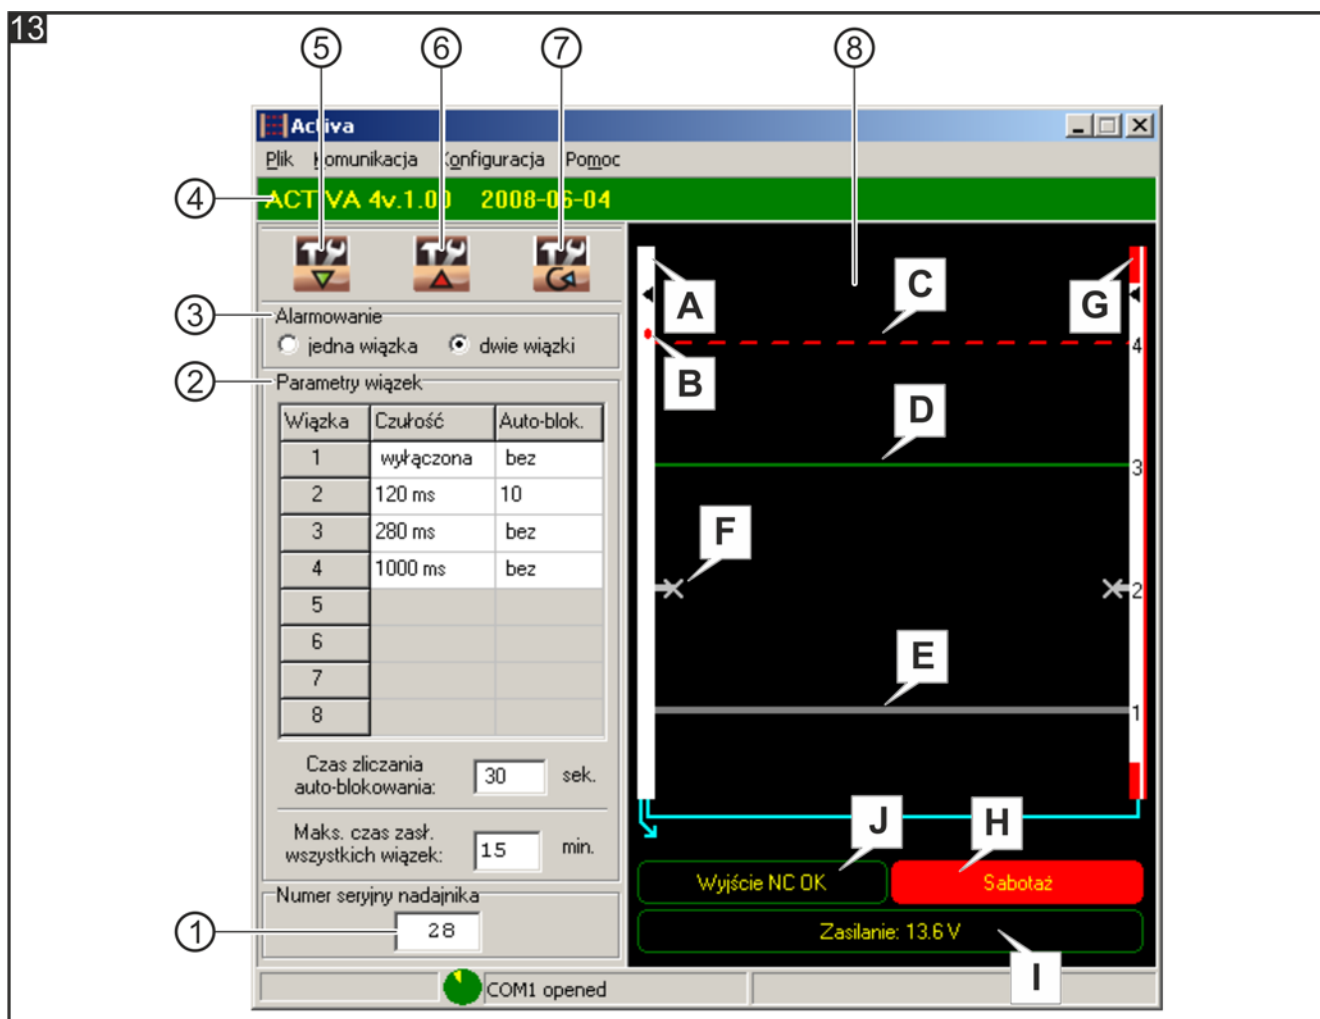 13
5 6 7 8
Activa
Plik Komunikacja Konfiguracja Pomoc
4
ACTIVA 4v.1.00 2008-06-04
3
Alarmowanie
jedna wiązka dwie wiązki
2
Parametry wiązek
Wiązka Czułość Auto-blok.
1 wyłączona bez
2 120 ms 10
3 280 ms bez
4 1000 ms bez
5
6
7
8
Czas zliczania
auto-blokowania: 30 sek.
Maks. czas zasł.
wszystkich wiązek: 15 min.
Numer seryjny nadajnika
1
28
A C G
B
4
D
3
F
2
E
1
J H
Wyjście NC OK Sabotaż
Zasilanie: 13.6 V
I
COM1 opened